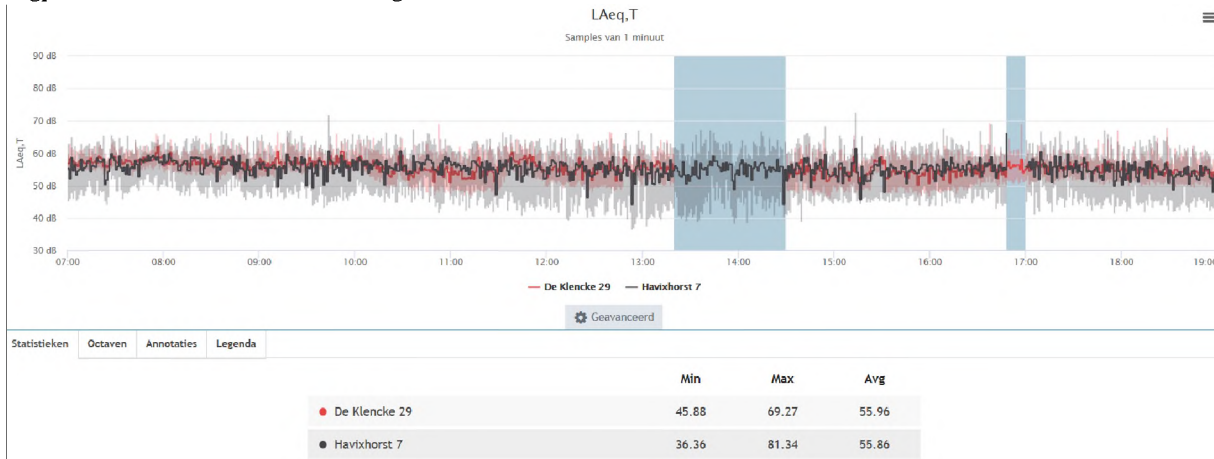 LAeq,T
Samples van 1 minuut
90 dB
80 dB
70 dB
60 dB
50 dB
40 dB
30 dB
LAeq,T
07:00 08:00 09:00 10:00 11:00 12:00 13:00 14:00 15:00 16:00 17:00 18:00 19:00
De Klencke 29 Havixhorst 7
Geavanceerd
Statistieken Octaven Annotaties Legenda
Min Max Avg
De Klencke 29 45.88 69.27 55.96
Havixhorst 7 36.36 81.34 55.86